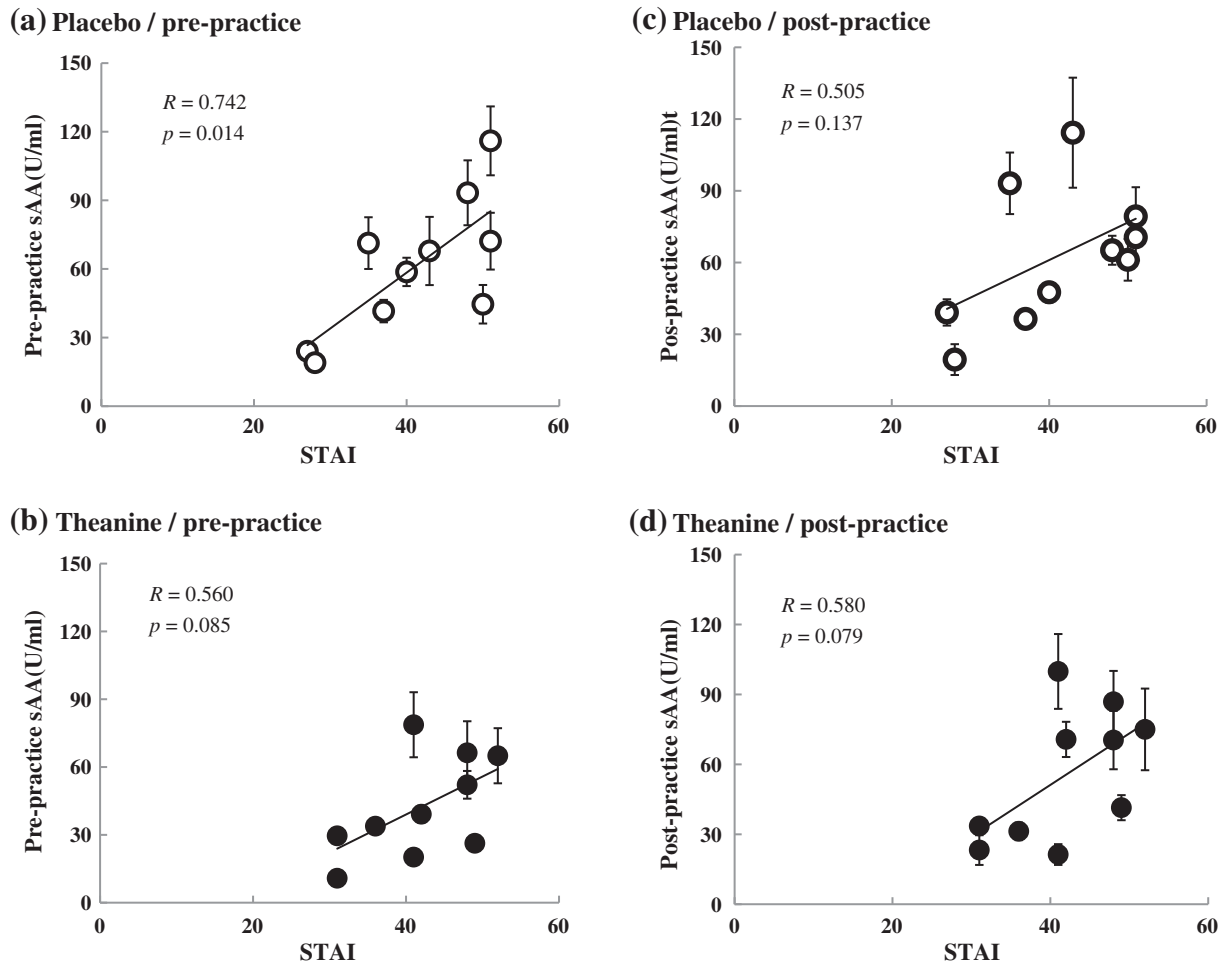 (a) Placebo / pre-practice
150
120
90
60
30
0
0
20
40
60
R = 0.742
p = 0.014
Pre-practice sAA(U/ml)
STAI
(c) Placebo / post-practice
150
120
90
60
30
0
0
20
40
60
R = 0.505
p = 0.137
Pos-practice sAA(U/ml)t
STAI
(b) Theanine / pre-practice
150
120
90
60
30
0
0
20
40
60
R = 0.560
p = 0.085
Pre-practice sAA(U/ml)
STAI
(d) Theanine / post-practice
150
120
90
60
30
0
0
20
40
60
R = 0.580
p = 0.079
Post-practice sAA(U/ml)
STAI